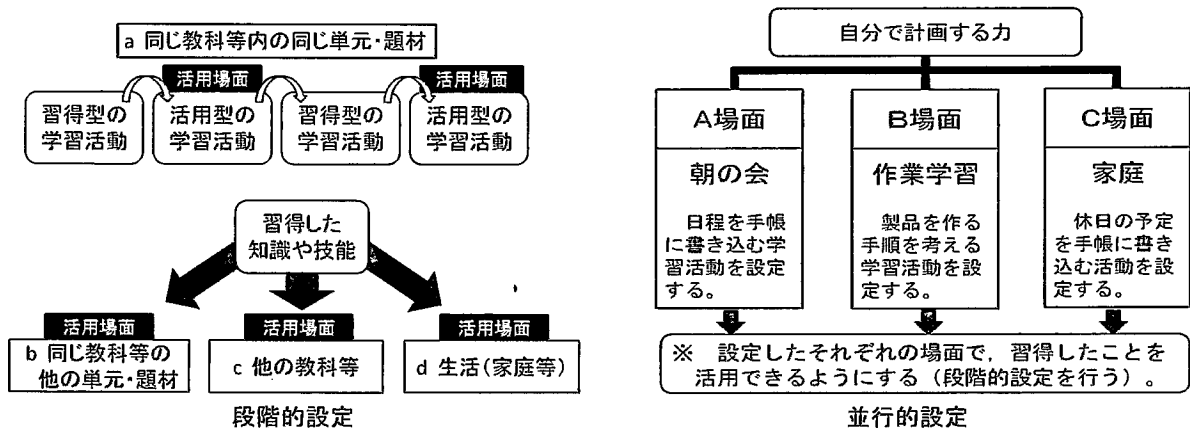 a 同じ教科等内の同じ単元・題材
活用場面
活用場面
習得型の
学習活動
活用型の
学習活動
習得型の
学習活動
活用型の
学習活動
習得した
知識や技能
活用場面
活用場面
活用場面
b 同じ教科等の
他の単元・題材
c 他の教科等
d 生活(家庭等)
段階的設定
自分で計画する力
A場面
朝の会
日程を手帳
に書き込む学
習活動を設定
する。
B場面
作業学習
製品を作る
手順を考える
学習活動を設
定する。
C場面
家庭
休日の予定
を手帳に書き
込む活動を設
定する。
※ 設定したそれぞれの場面で,習得したことを
活用できるようにする(段階的設定を行う)。
並行的設定